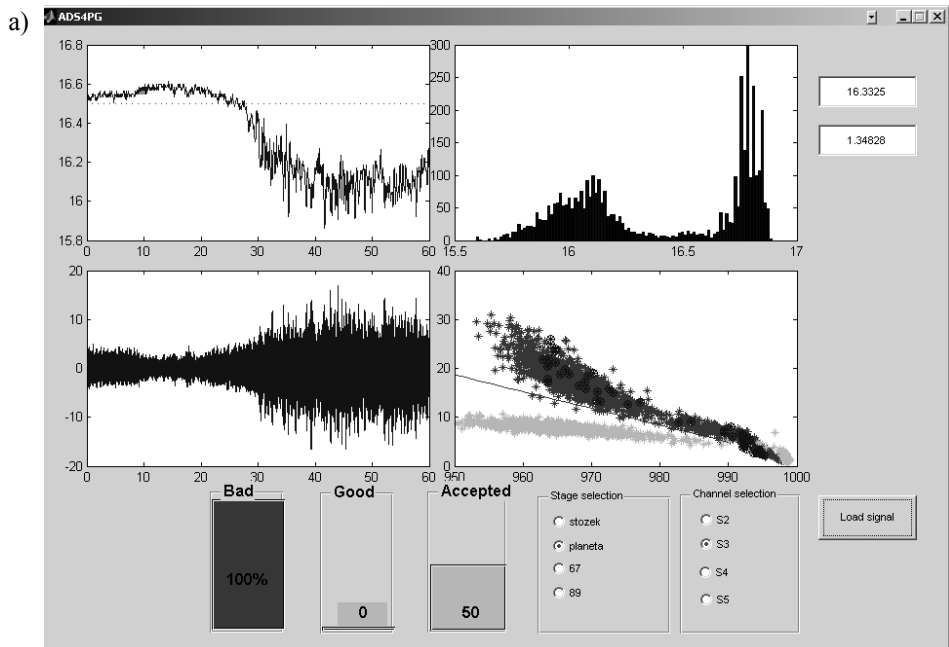 a)
ADS4PG
16.8
16.6
16.4
16.2
16
15.8
0 10 20 30 40 50 60
300
250
200
150
100
50
0
15.5 16 16.5 17
16.3325
1.34828
20
10
0
-10
-20
0 10 20 30 40 50 60
40
30
20
10
0
950 960 970 980 990 1000
Bad
100%
Good
0
Accepted
50
Stage selection
stozek
planeta
67
89
Channel selection
S2
S3
S4
S5
Load signal